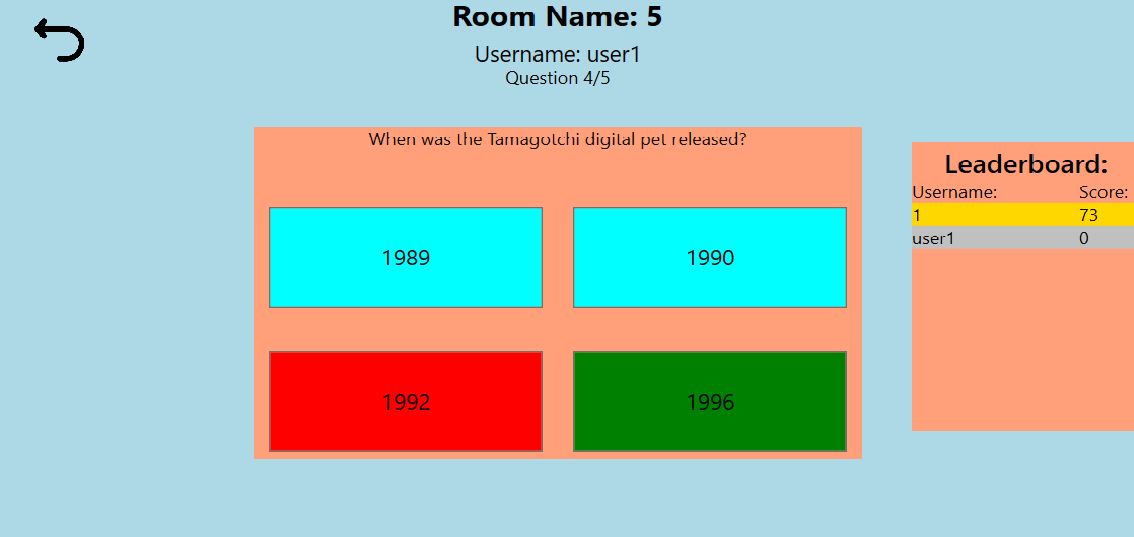 Room Name: 5
Username: user1
Question 4/5
When was the Tamagotchi digital pet released?
1989
1990
1992
1996
Leaderboard:
Username: Score:
1 73
user1 0